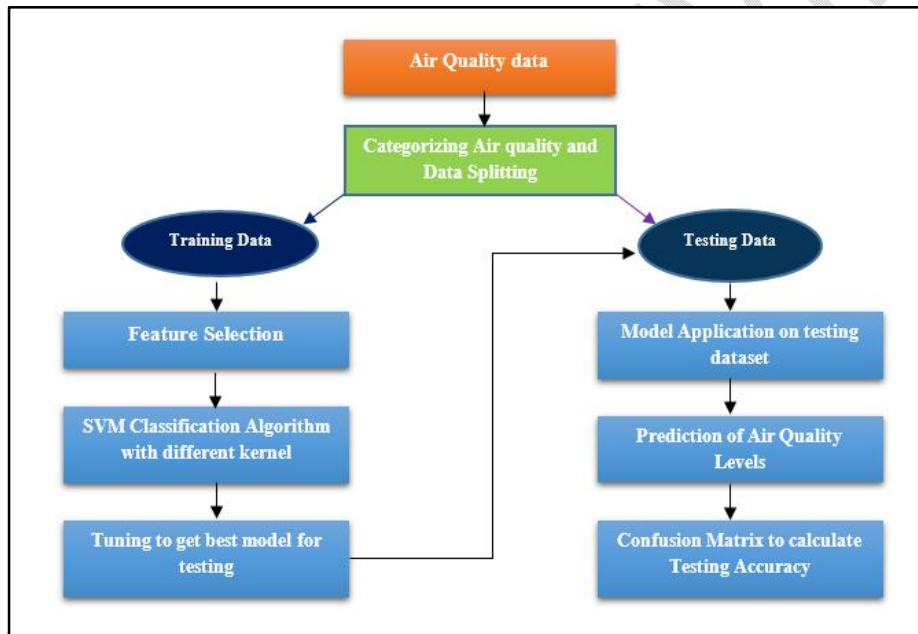 Air Quality data
Categorizing Air quality and
Data Splitting
Training Data
Testing Data
Feature Selection
SVM Classification Algorithm
with different kernel
Tuning to get best model for
testing
Model Application on testing
dataset
Prediction of Air Quality
Levels
Confusion Matrix to calculate
Testing Accuracy